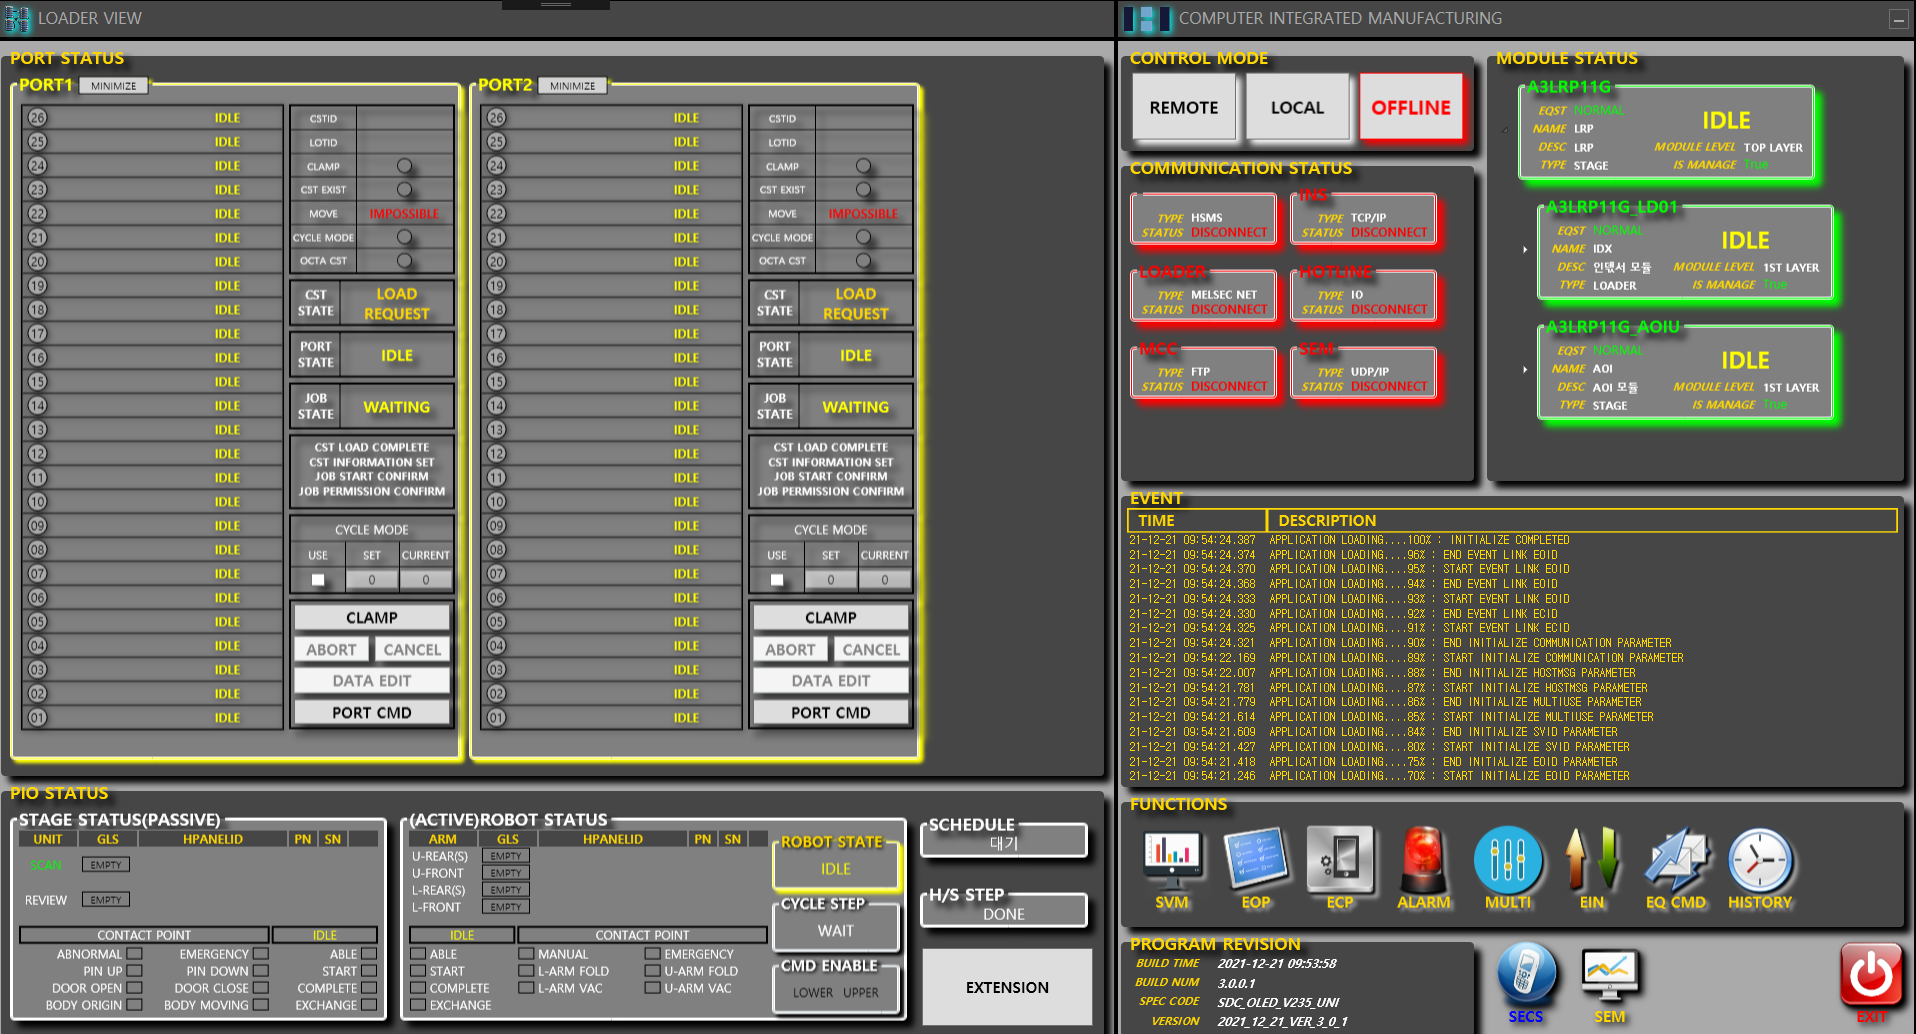 LOADER VIEW
PORT STATUS
PORT1 MINIMIZE
26 IDLE
25 IDLE
24 IDLE
23 IDLE
22 IDLE
21 IDLE
20 IDLE
19 IDLE
18 IDLE
17 IDLE
16 IDLE
15 IDLE
14 IDLE
13 IDLE
12 IDLE
11 IDLE
10 IDLE
09 IDLE
08 IDLE
07 IDLE
06 IDLE
05 IDLE
04 IDLE
03 IDLE
02 IDLE
01 IDLE
CSTID
LOTID
CLAMP
CST EXIST
MOVE IMPOSSIBLE
CYCLE MODE
OCTA CST
CST STATE LOAD REQUEST
PORT STATE IDLE
JOB STATE WAITING
CST LOAD COMPLETE
CST INFORMATION SET
JOB START CONFIRM
JOB PERMISSION CONFIRM
CYCLE MODE
USE SET CURRENT
0 0
CLAMP
ABORT CANCEL
DATA EDIT
PORT CMD
PORT2 MINIMIZE
26 IDLE
25 IDLE
24 IDLE
23 IDLE
22 IDLE
21 IDLE
20 IDLE
19 IDLE
18 IDLE
17 IDLE
16 IDLE
15 IDLE
14 IDLE
13 IDLE
12 IDLE
11 IDLE
10 IDLE
09 IDLE
08 IDLE
07 IDLE
06 IDLE
05 IDLE
04 IDLE
03 IDLE
02 IDLE
01 IDLE
CSTID
LOTID
CLAMP
CST EXIST
MOVE IMPOSSIBLE
CYCLE MODE
OCTA CST
CST STATE LOAD REQUEST
PORT STATE IDLE
JOB STATE WAITING
CST LOAD COMPLETE
CST INFORMATION SET
JOB START CONFIRM
JOB PERMISSION CONFIRM
CYCLE MODE
USE SET CURRENT
0 0
CLAMP
ABORT CANCEL
DATA EDIT
PORT CMD
PIO STATUS
STAGE STATUS(PASSIVE)
UNIT GLS HPANELID PN SN
SCAN EMPTY
REVIEW EMPTY
CONTACT POINT IDLE
ABNORMAL EMERGENCY ABLE
PIN UP PIN DOWN START
DOOR OPEN DOOR CLOSE COMPLETE
BODY ORIGIN BODY MOVING EXCHANGE
(ACTIVE)ROBOT STATUS
ARM GLS HPANELID PN SN
U-REAR(S) EMPTY
U-FRONT EMPTY
L-REAR(S) EMPTY
L-FRONT EMPTY
IDLE CONTACT POINT
ABLE MANUAL EMERGENCY
START L-ARM FOLD U-ARM FOLD
COMPLETE L-ARM VAC U-ARM VAC
EXCHANGE
ROBOT STATE
IDLE
CYCLE STEP
WAIT
CMD ENABLE
LOWER UPPER
SCHEDULE
대기
H/S STEP
DONE
EXTENSION
COMPUTER INTEGRATED MANUFACTURING
CONTROL MODE
REMOTE LOCAL OFFLINE
COMMUNICATION STATUS
TYPE HSMS
STATUS DISCONNECT
INS
TYPE TCP/IP
STATUS DISCONNECT
LOADER
TYPE MELSEC NET
STATUS DISCONNECT
HOTLINE
TYPE IO
STATUS DISCONNECT
MCC
TYPE FTP
STATUS DISCONNECT
SEM
TYPE UDP/IP
STATUS DISCONNECT
MODULE STATUS
A3LRP11G
EQST NORMAL
NAME LRP
IDLE
DESC LRP MODULE LEVEL TOP LAYER
TYPE STAGE IS MANAGE True
A3LRP11G_LD01
EQST NORMAL
NAME IDX
IDLE
DESC 인덱서 모듈 MODULE LEVEL 1ST LAYER
TYPE LOADER IS MANAGE True
A3LRP11G_AOIU
EQST NORMAL
NAME AOI
IDLE
DESC AOI 모듈 MODULE LEVEL 1ST LAYER
TYPE STAGE IS MANAGE True
EVENT
TIME DESCRIPTION
21-12-21 09:54:24.387 APPLICATION LOADING....100% : INITIALIZE COMPLETED
21-12-21 09:54:24.374 APPLICATION LOADING....96% : END EVENT LINK EOID
21-12-21 09:54:24.370 APPLICATION LOADING....95% : START EVENT LINK EOID
21-12-21 09:54:24.368 APPLICATION LOADING....94% : END EVENT LINK EOID
21-12-21 09:54:24.333 APPLICATION LOADING....93% : START EVENT LINK EOID
21-12-21 09:54:24.330 APPLICATION LOADING....92% : END EVENT LINK ECID
21-12-21 09:54:24.325 APPLICATION LOADING....91% : START EVENT LINK ECID
21-12-21 09:54:24.321 APPLICATION LOADING....90% : END INITIALIZE COMMUNICATION PARAMETER
21-12-21 09:54:22.169 APPLICATION LOADING....89% : START INITIALIZE COMMUNICATION PARAMETER
21-12-21 09:54:22.007 APPLICATION LOADING....88% : END INITIALIZE HOSTMSG PARAMETER
21-12-21 09:54:21.781 APPLICATION LOADING....87% : START INITIALIZE HOSTMSG PARAMETER
21-12-21 09:54:21.779 APPLICATION LOADING....86% : END INITIALIZE MULTIUSE PARAMETER
21-12-21 09:54:21.614 APPLICATION LOADING....85% : START INITIALIZE MULTIUSE PARAMETER
21-12-21 09:54:21.609 APPLICATION LOADING....84% : END INITIALIZE SVID PARAMETER
21-12-21 09:54:21.427 APPLICATION LOADING....80% : START INITIALIZE SVID PARAMETER
21-12-21 09:54:21.418 APPLICATION LOADING....75% : END INITIALIZE EOID PARAMETER
21-12-21 09:54:21.246 APPLICATION LOADING....70% : START INITIALIZE EOID PARAMETER
FUNCTIONS
SVM EOP ECP ALARM MULTI EIN EQ CMD HISTORY
PROGRAM REVISION
BUILD TIME 2021-12-21 09:53:58
BUILD NUM 3.0.0.1
SPEC CODE SDC_OLED_V235_UNI
VERSION 2021_12_21_VER_3_0_1
SECS SEM EXIT